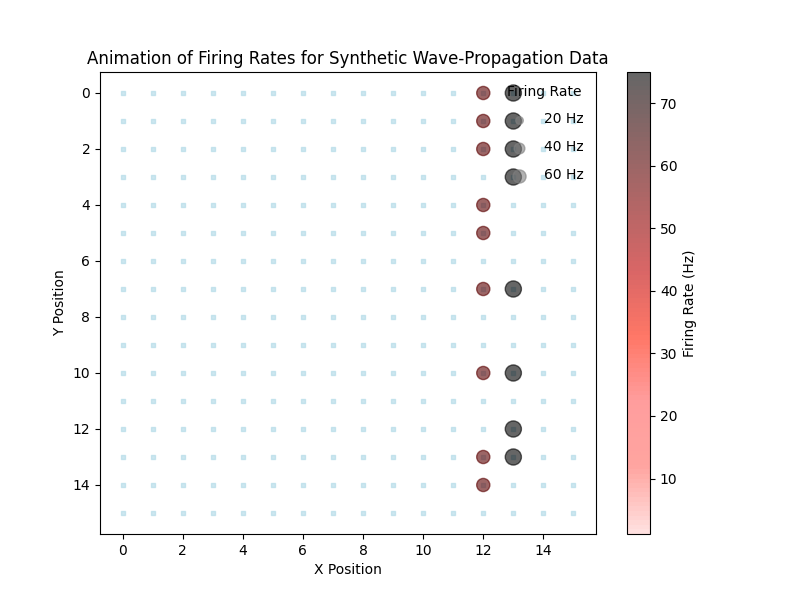 Animation of Firing Rates for Synthetic Wave-Propagation Data
Firing Rate
20 Hz
40 Hz
60 Hz
0
2
4
6
8
10
12
14
Y Position
0 2 4 6 8 10 12 14
X Position
70
60
50
40
30
20
10
Firing Rate (Hz)